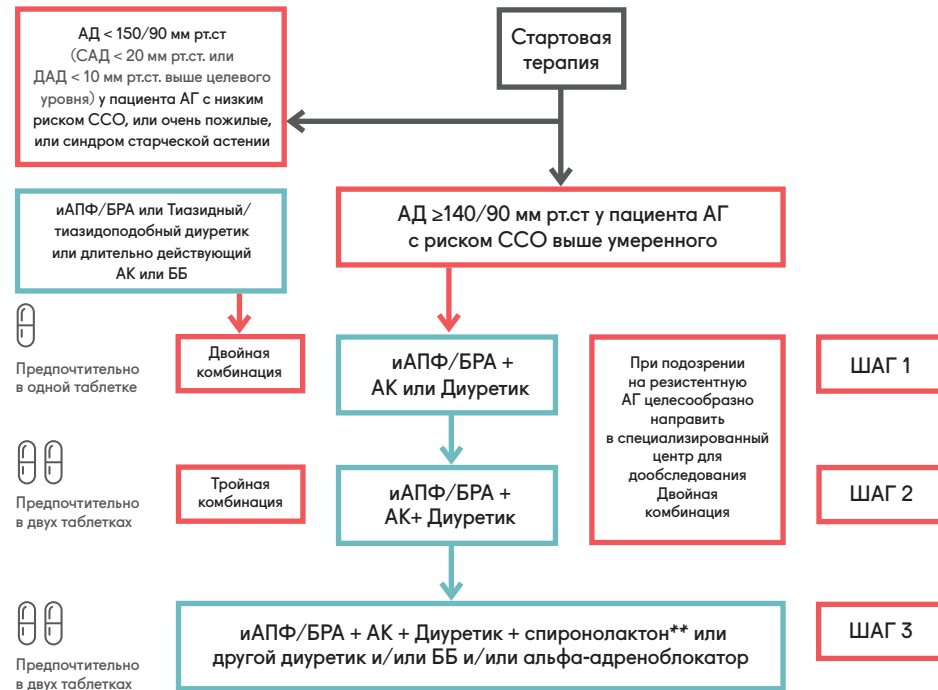 АД < 150/90 мм рт.ст
(САД < 20 мм рт.ст. или
ДАД < 10 мм рт.ст. выше целевого
уровня) у пациента АГ с низким
риском ССО, или очень пожилые,
или синдром старческой астении
Стартовая
терапия
иАПФ/БРА или Тиазидный/
тиазидоподобный диуретик
или длительно действующий
АК или ББ
АД ≥140/90 мм рт.ст у пациента АГ
с риском ССО выше умеренного
Предпочтительно
в одной таблетке
Двойная
комбинация
иАПФ/БРА +
АК или Диуретик
При подозрении
на резистентную
АГ целесообразно
направить
в специализированный
центр для
дообследования
Двойная
комбинация
ШАГ 1
Предпочтительно
в двух таблетках
Тройная
комбинация
иАПФ/БРА +
АК+ Диуретик
ШАГ 2
Предпочтительно
в двух таблетках
иАПФ/БРА + АК + Диуретик + спиронолактон** или
другой диуретик и/или ББ и/или альфа-адреноблокатор
ШАГ 3